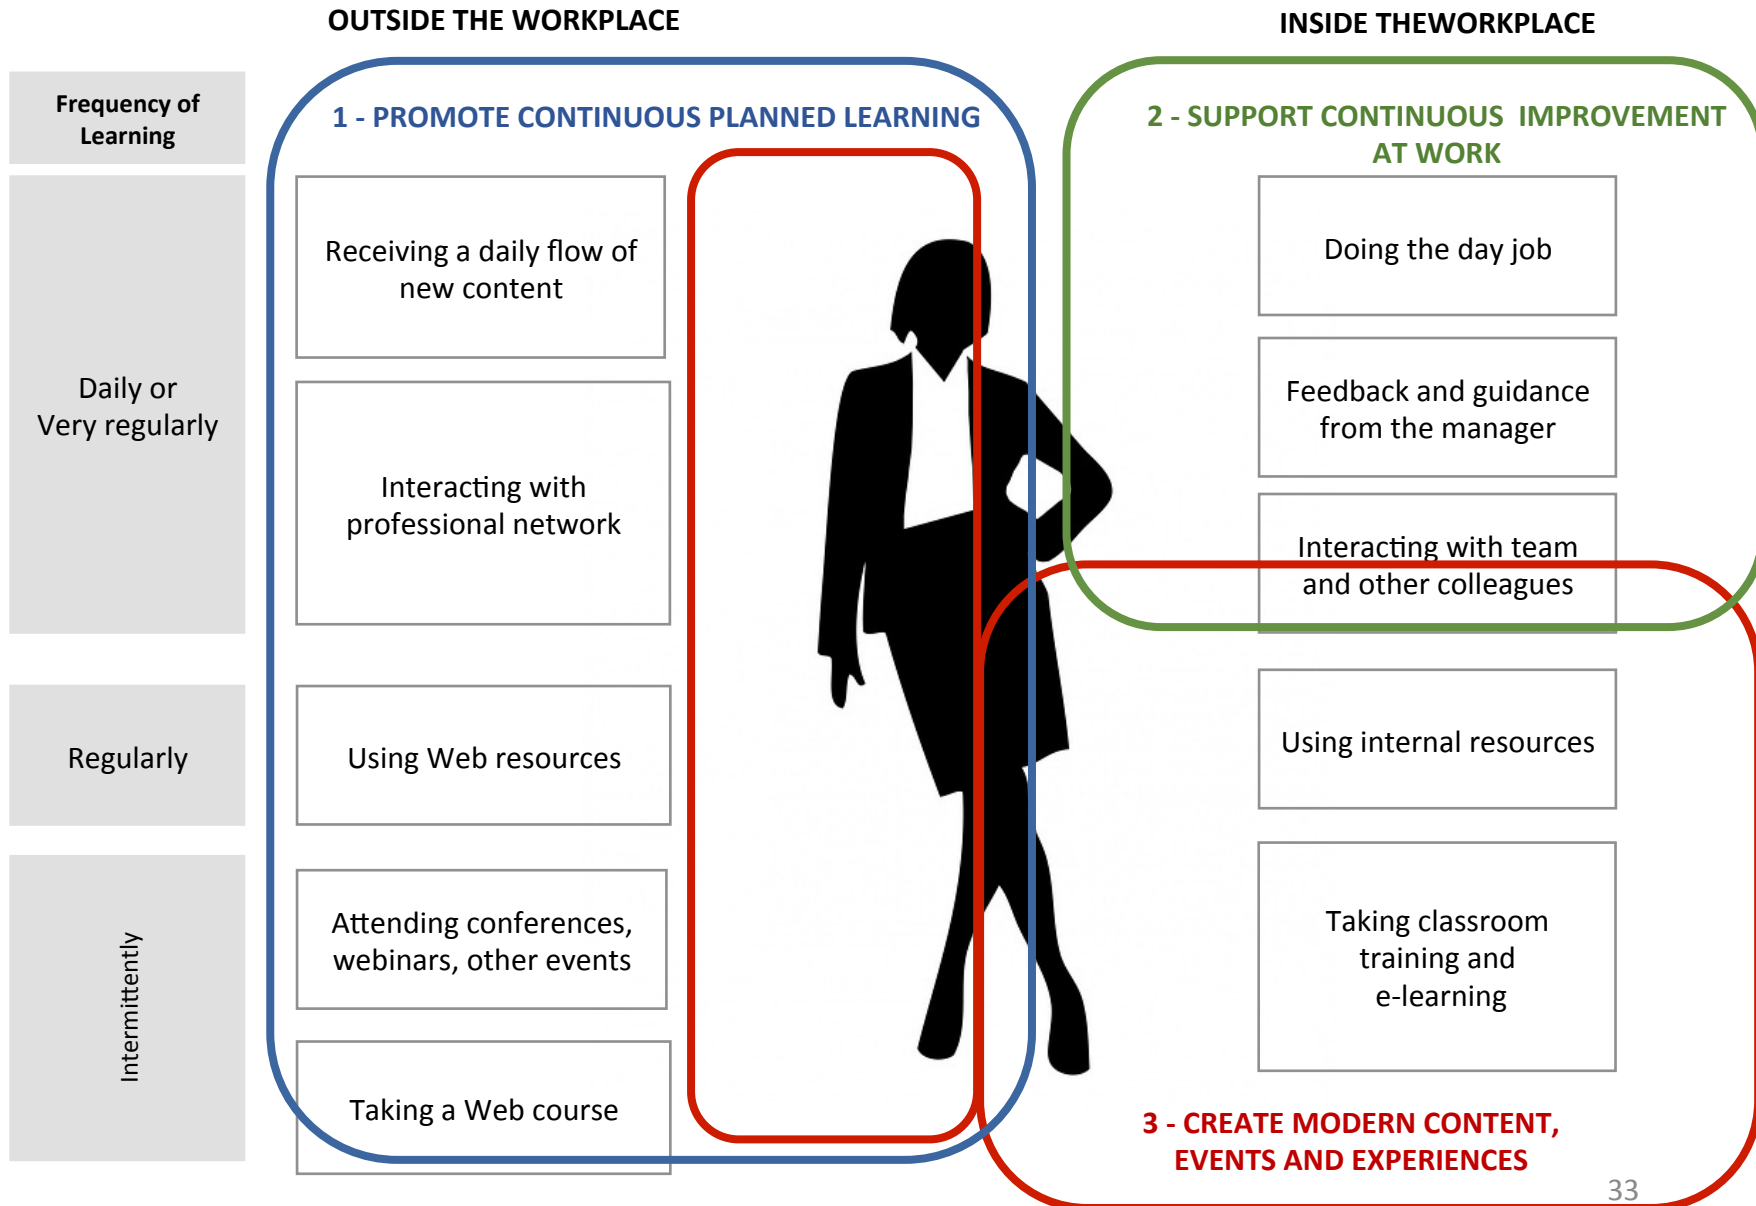 OUTSIDE THE WORKPLACE
INSIDE THEWORKPLACE
Frequency of
Learning
1 - PROMOTE CONTINUOUS PLANNED LEARNING
2 - SUPPORT CONTINUOUS IMPROVEMENT
AT WORK
Daily or
Very regularly
Receiving a daily flow of
new content
Interacting with
professional network
Doing the day job
Feedback and guidance
from the manager
Interacting with team
and other colleagues
Regularly
Using Web resources
Using internal resources
Intermittently
Attending conferences,
webinars, other events
Taking a Web course
Taking classroom
training and
e-learning
3 - CREATE MODERN CONTENT,
EVENTS AND EXPERIENCES
33